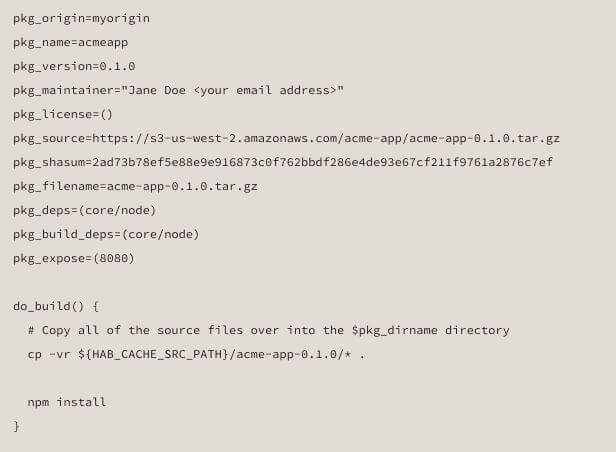 pkg_origin=myorigin
pkg_name=acmeapp
pkg_version=0.1.0
pkg_maintainer="Jane Doe <your email address>"
pkg_license=()
pkg_source=https://s3-us-west-2.amazonaws.com/acme-app/acme-app-0.1.0.tar.gz
pkg_shasum=2ad73b78ef5e88e9e916873c0f762bbdf286e4de93e67cf211f9761a2876c7ef
pkg_filename=acme-app-0.1.0.tar.gz
pkg_deps=(core/node)
pkg_build_deps=(core/node)
pkg_expose=(8080)

do_build() {
  # Copy all of the source files over into the $pkg_dirname directory
  cp -vr ${HAB_CACHE_SRC_PATH}/acme-app-0.1.0/* .

  npm install
}